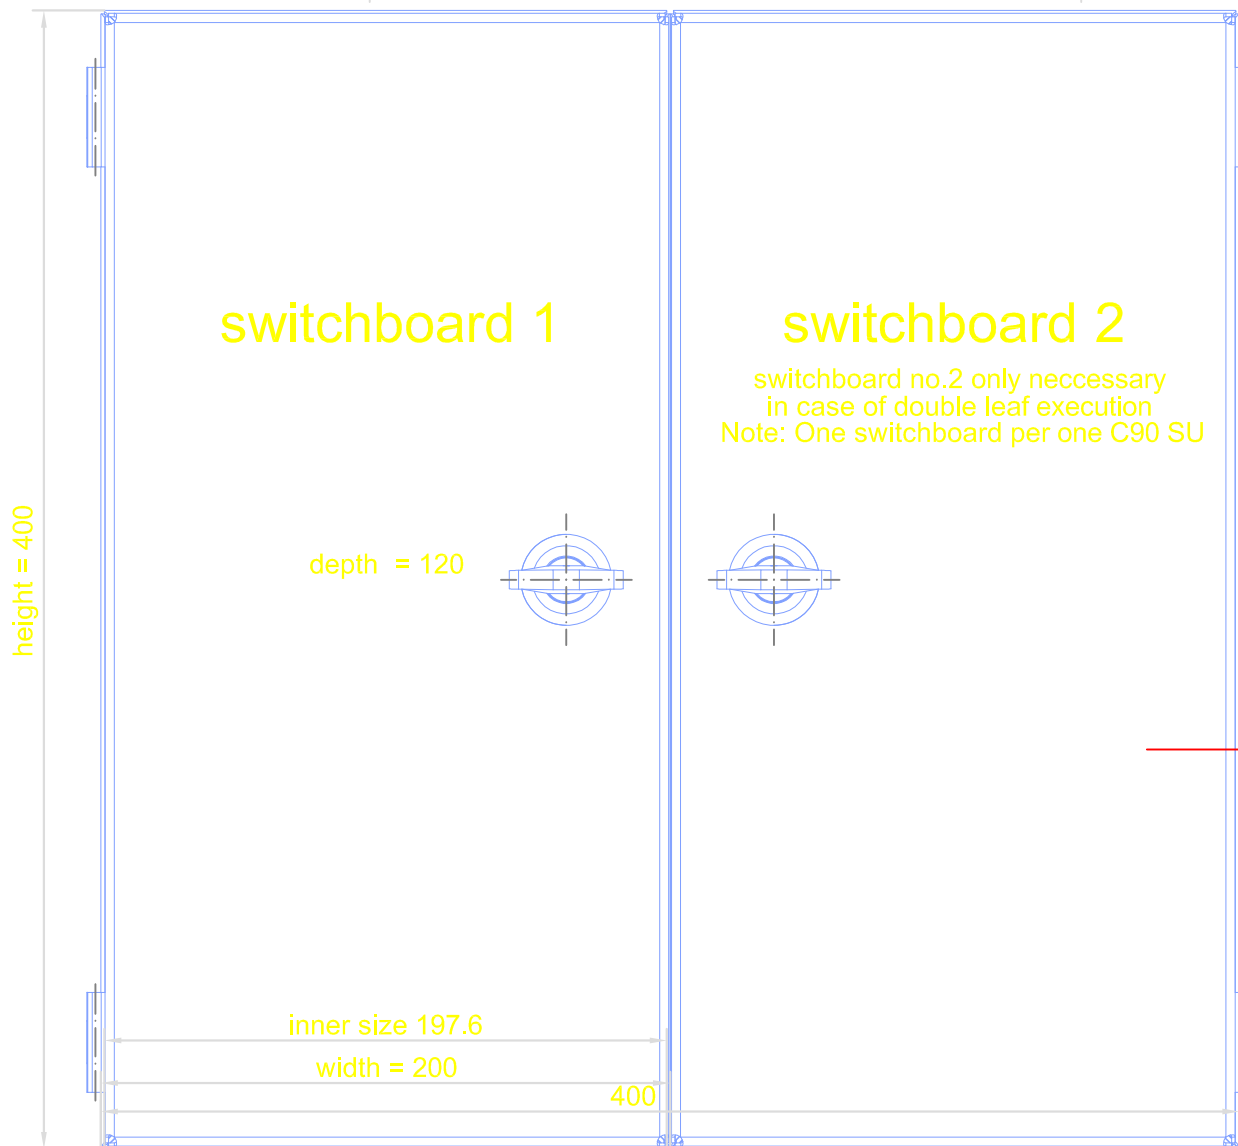 switchboard 1
switchboard 2
switchboard no.2 only neccessary
in case of double leaf execution
Note: One switchboard per one C90 SU
height = 400
depth  = 120
inner size 197.6
width = 200
400